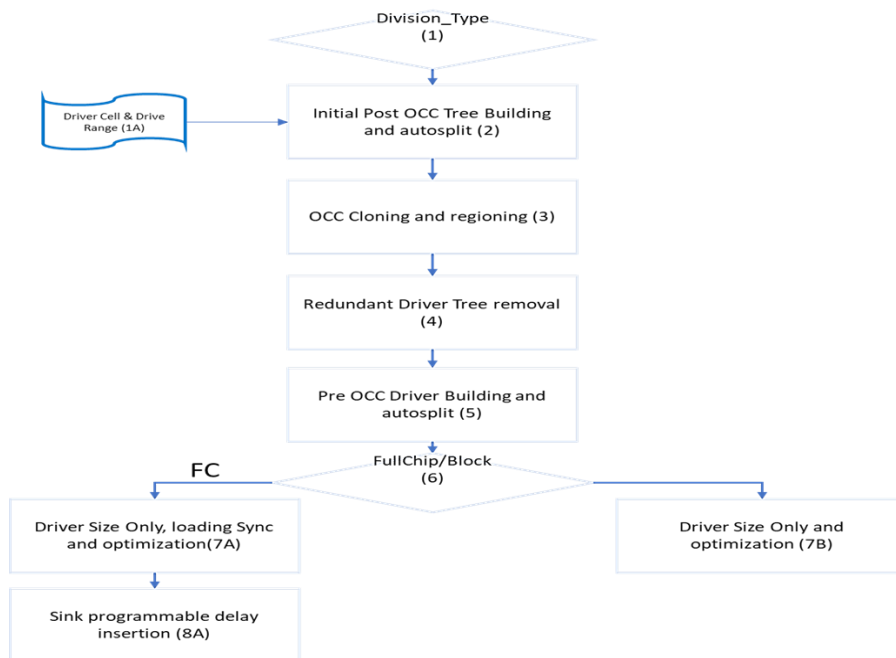 Division_Type
(1)
Driver Cell & Drive
Range (1A)
Initial Post OCC Tree Building
and autosplit (2)
OCC Cloning and regioning (3)
Redundant Driver Tree removal
(4)
Pre OCC Driver Building and
autosplit (5)
FullChip/Block
(6)
FC
Driver Size Only, loading Sync
and optimization(7A)
Driver Size Only and
optimization (7B)
Sink programmable delay
insertion (8A)